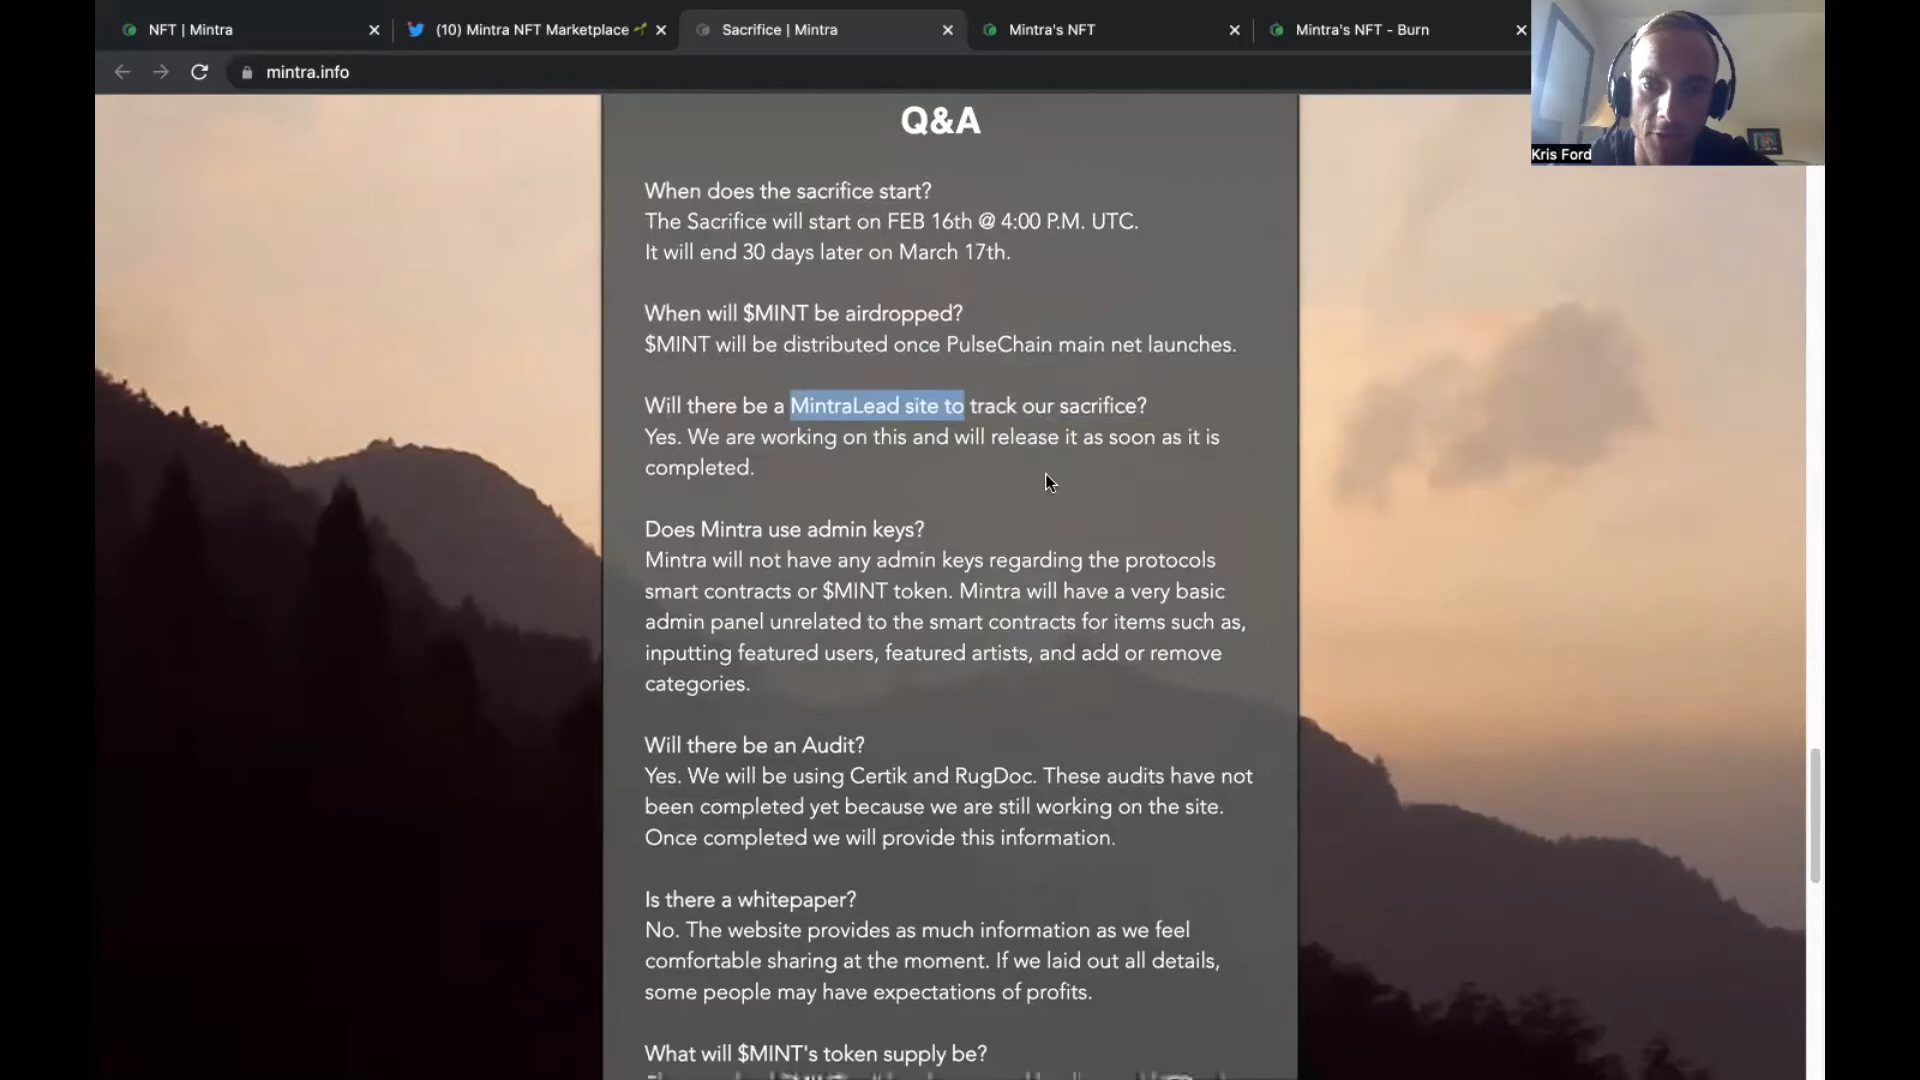 NFT | Mintra
(10) Mintra NFT Marketplace
Sacrifice | Mintra
Mintra's NFT
Mintra's NFT - Burn
mintra.info
Kris Ford
Q&A
When does the sacrifice start?
The Sacrifice will start on FEB 16th @ 4:00 P.M. UTC.
It will end 30 days later on March 17th.
When will $MINT be airdropped?
$MINT will be distributed once PulseChain main net launches.
Will there be a MintraLead site to track our sacrifice?
Yes. We are working on this and will release it as soon as it is
completed.
Does Mintra use admin keys?
Mintra will not have any admin keys regarding the protocols
smart contracts or $MINT token. Mintra will have a very basic
admin panel unrelated to the smart contracts for items such as,
inputting featured users, featured artists, and add or remove
categories.
Will there be an Audit?
Yes. We will be using Certik and RugDoc. These audits have not
been completed yet because we are still working on the site.
Once completed we will provide this information.
Is there a whitepaper?
No. The website provides as much information as we feel
comfortable sharing at the moment. If we laid out all details,
some people may have expectations of profits.
What will $MINT's token supply be?